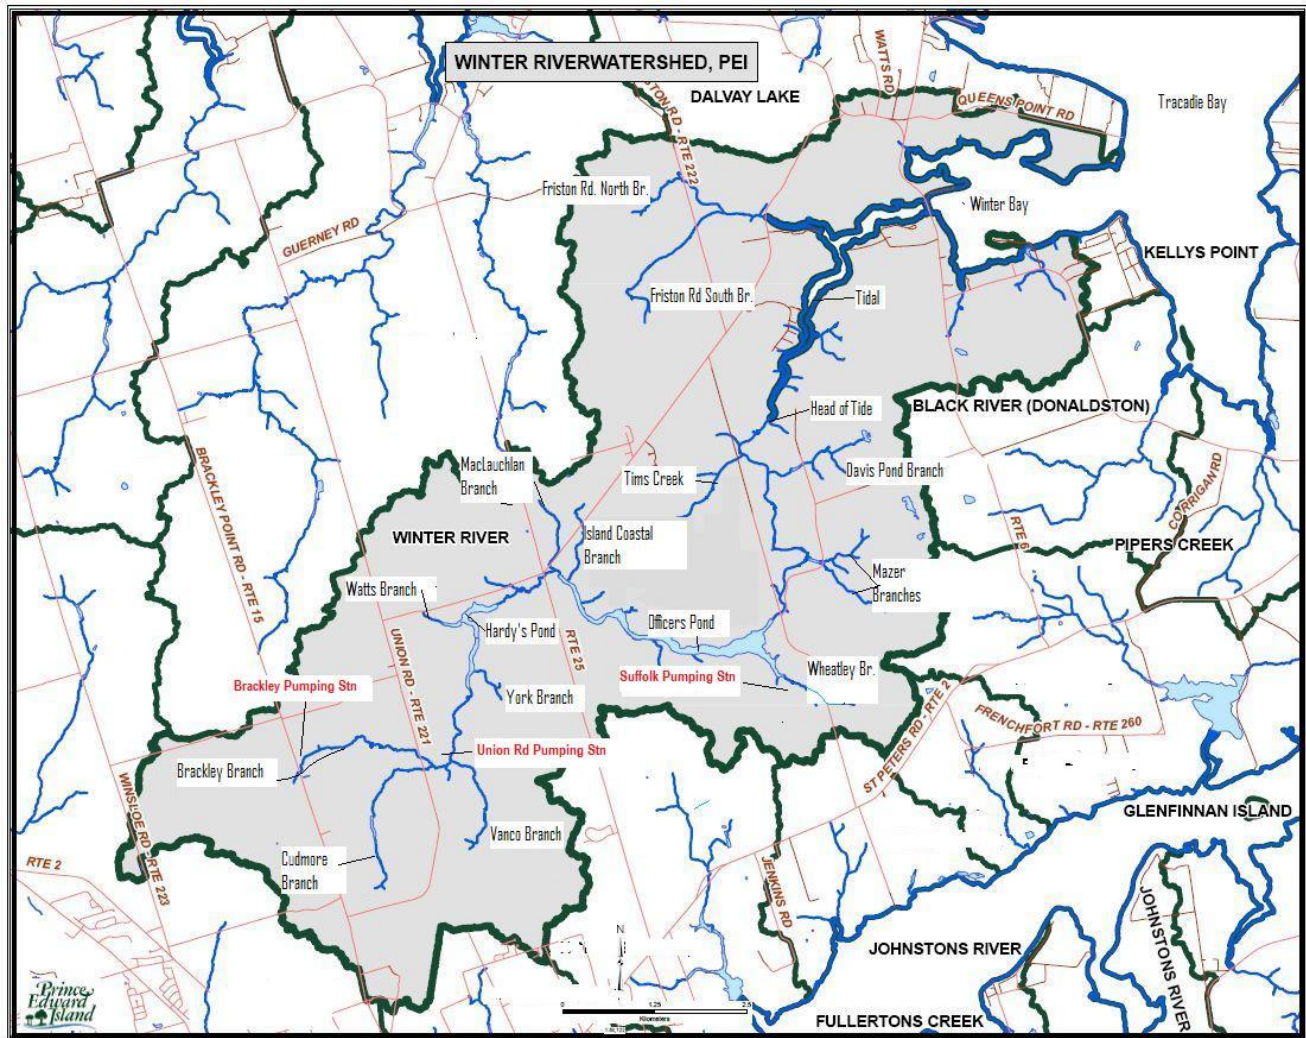 WINTER RIVERWATERSHED, PEI
WATTS RD
DALVAY LAKE
QUEENS POINT RD
Tracadie Bay
STON RD - RTE 222
Friston Rd. North Br.
Winter Bay
GUERNEY RD
KELLYS POINT
Friston Rd South Br.
Tidal
Head of Tide
BLACK RIVER (DONALDSTON)
BRACKLEY POINT RD - RTE 15
MacLauchlan
Branch
Tims Creek
Davis Pond Branch
CORRIGAN RD
RTE 6
WINTER RIVER
Island Coastal
Branch
PIPERS CREEK
Mazer
Branches
Watts Branch
Hardy's Pond
Officers Pond
UNION RD - RTE 221
RTE 25
Wheatley Br.
Suffolk Pumping Stn
Brackley Pumping Stn
York Branch
ST PETERS RD - RTE 2
FRENCHFORT RD - RTE 260
Union Rd Pumping Stn
Brackley Branch
WINSLOE RD - RTE 223
GLENFINNAN ISLAND
Vanco Branch
Cudmore
Branch
RTE 2
JENKINS RD
JOHNSTONS RIVER
JOHNSTONS RIVER
N
Prince
Edward
Island
0 1.25 2.5
Kilometers
FULLERTONS CREEK